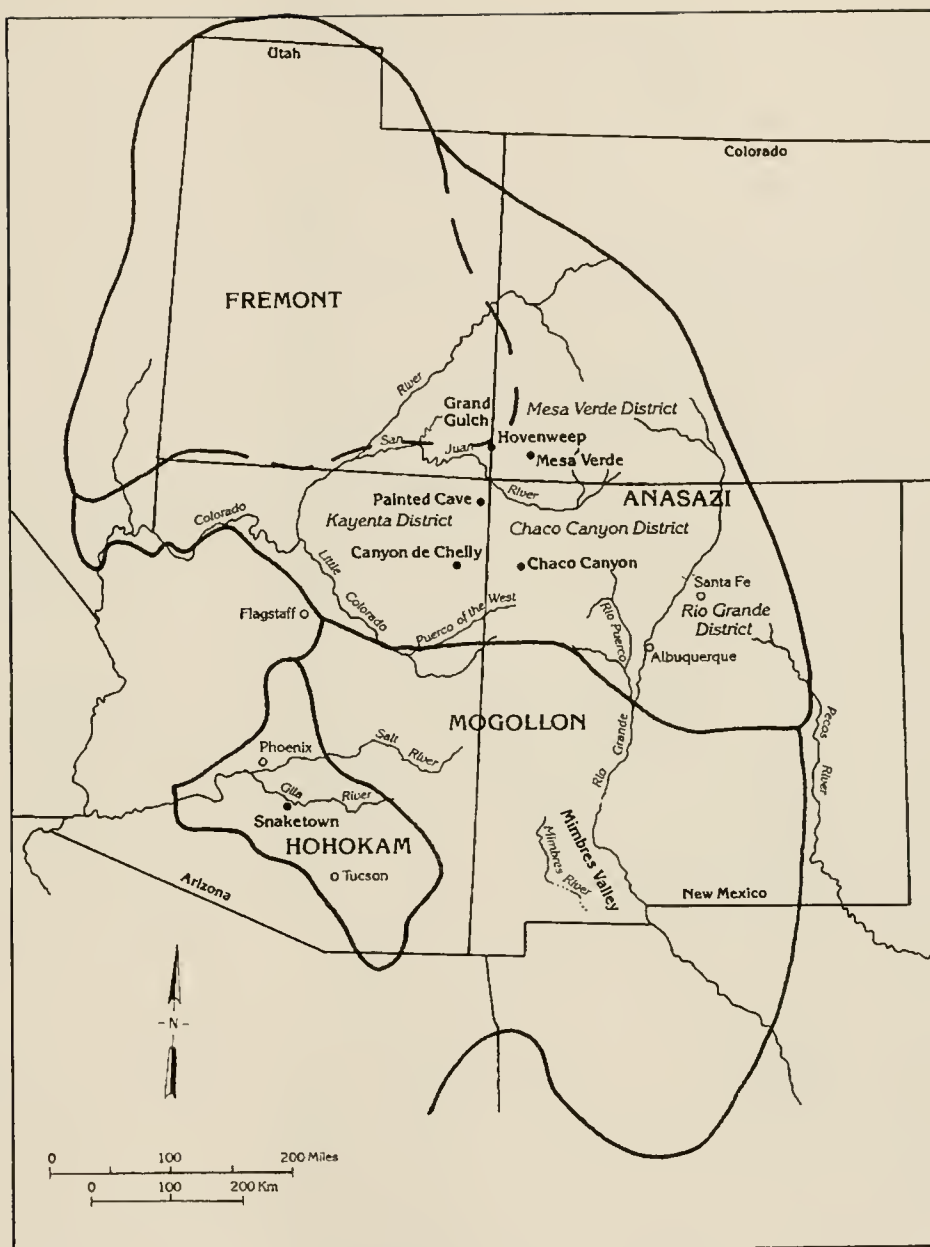 Utah
Colorado
FREMONT
River
Grand
Gulch
Mesa Verde District
San
Juan
Hovenweep
Mesa Verde
Painted Cave
River
ANASAZI
Colorado
Kayenta District
Chaco Canyon District
Canyon de Chelly
Chaco Canyon
Little
Colorado
Santa Fe
Flagstaff
Puerco of the West
Rio Puerco
Rio Grande
District
Albuquerque
MOGOLLON
Pecos
River
Phoenix
Salt
River
Rio Grande
Gila
River
Snaketown
HOHOKAM
Mimbres Valley
Mimbres River
Tucson
Arizona
New Mexico
N
0
100
200 Miles
0
100
200 Km